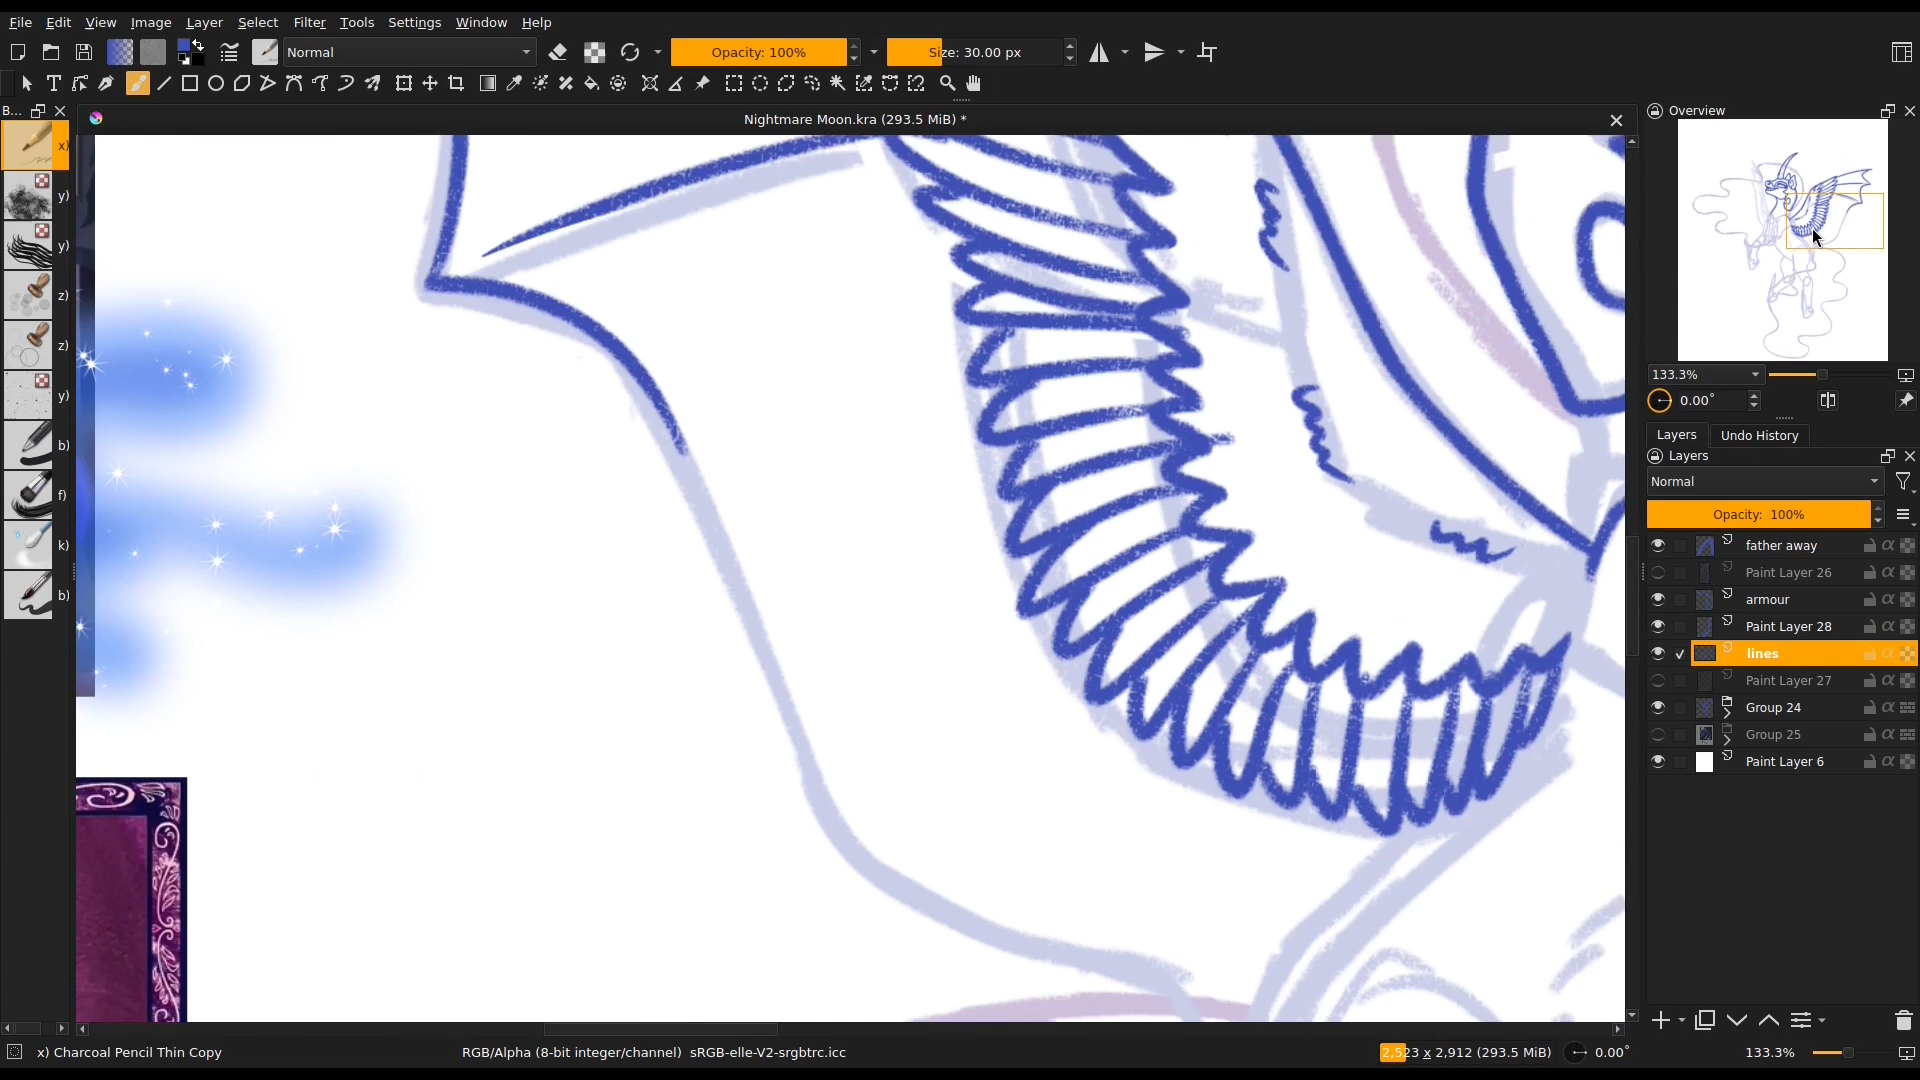 File Edit View Image Layer Select Filter Tools Settings Window Help
Normal Opacity: 100% Size: 30.00 px
B... Nightmare Moon.kra (293.5 MiB) * Overview
x)
y)
y)
z)
z)
y)
b)
f)
k)
b)
133.3%
0.00°
Layers Undo History
Layers
Normal
Opacity: 100%
father away
Paint Layer 26
armour
Paint Layer 28
lines
Paint Layer 27
Group 24
Group 25
Paint Layer 6
x) Charcoal Pencil Thin Copy RGB/Alpha (8-bit integer/channel) sRGB-elle-V2-srgbtrc.icc 2,523 x 2,912 (293.5 MiB) 0.00° 133.3%